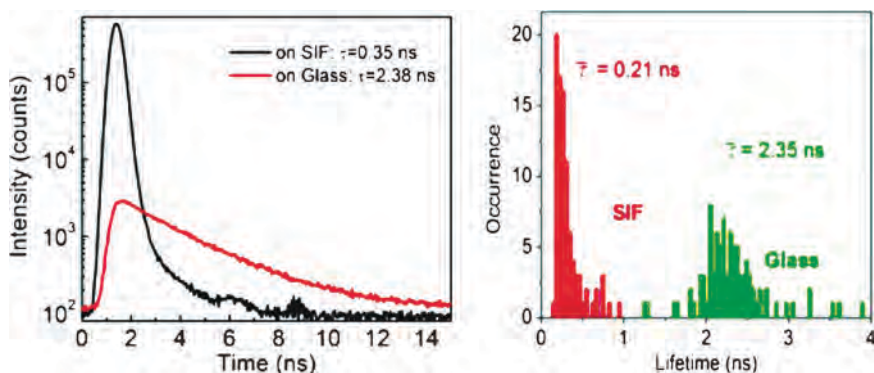 on SIF: τ=0.35 ns
on Glass: τ=2.38 ns
Intensity (counts)
10^5
10^4
10^3
10^2
0 2 4 6 8 10 12 14
Time (ns)
τ̄ = 0.21 ns
τ̄ = 2.35 ns
SIF
Glass
Occurrence
20
15
10
5
0
0 1 2 3 4
Lifetime (ns)